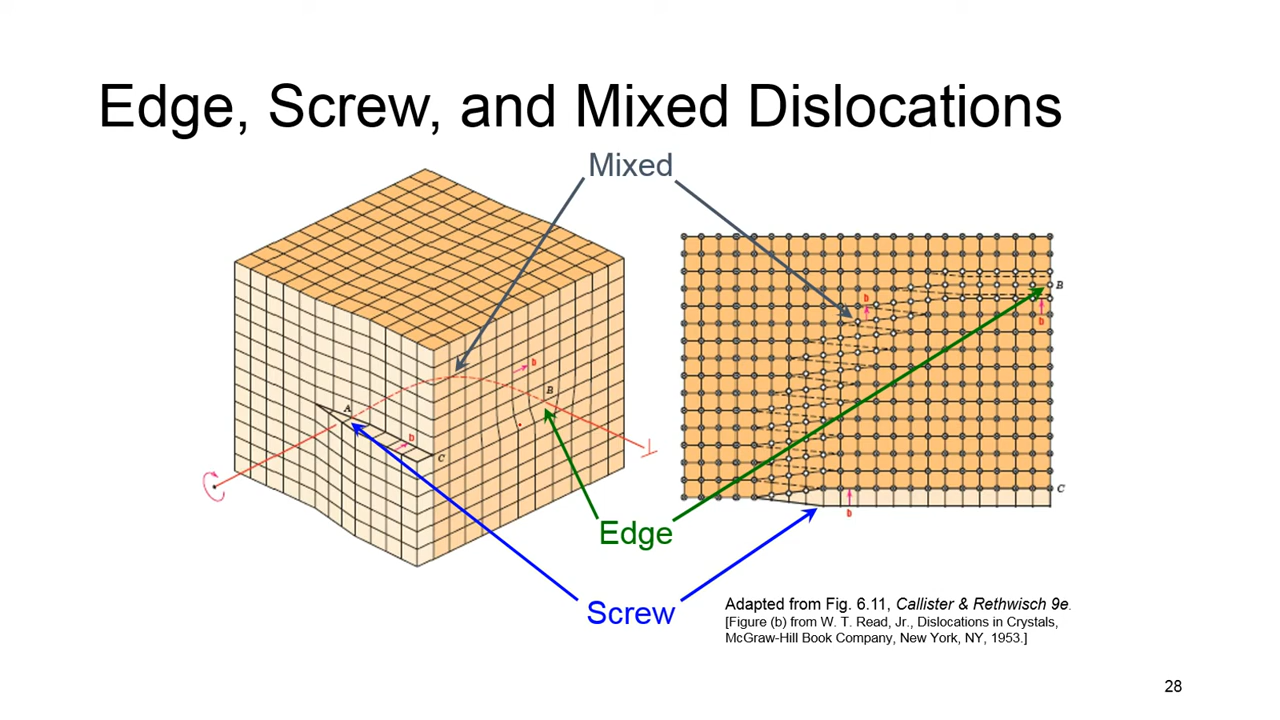 Edge, Screw, and Mixed Dislocations
Mixed
A
b
C
b
B
b
B
b
C
b
Edge
Screw
Adapted from Fig. 6.11, Callister & Rethwisch 9e.
[Figure (b) from W. T. Read, Jr., Dislocations in Crystals,
McGraw-Hill Book Company, New York, NY, 1953.]
28